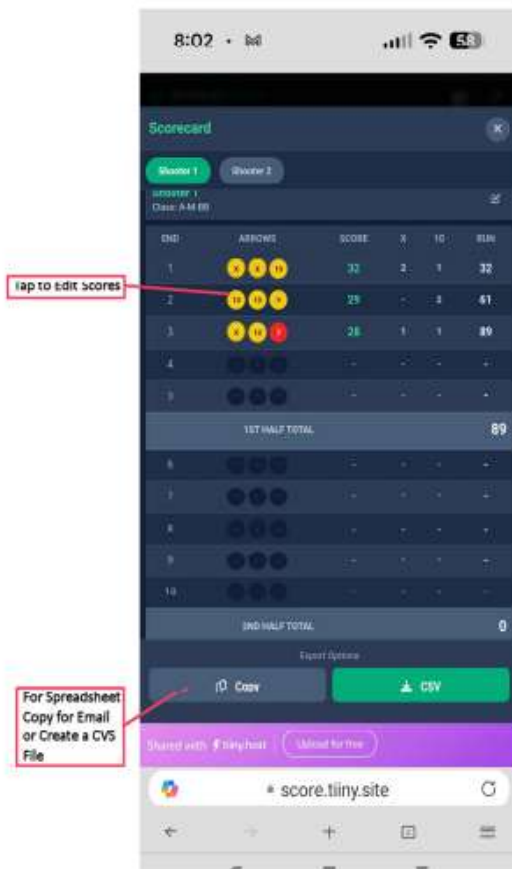 8:02
58
Scorecard
Shooter 1 Shooter 2
Shooter 1
Class: A-M-BB
END ARROWS SCORE X 10 RUN
1 X X 10 32 2 1 32
2 10 10 9 29 - 2 61
3 X 10 7 28 1 1 89
4 - - - -
5 - - - -
1ST HALF TOTAL 89
6 - - - -
7 - - - -
8 - - - -
9 - - - -
10 - - - -
2ND HALF TOTAL 0
Export Options
Copy CSV
Shared with tiiny.host Upload for free
score.tiiny.site
Tap to Edit Scores
For Spreadsheet
Copy for Email
or Create a CVS
File